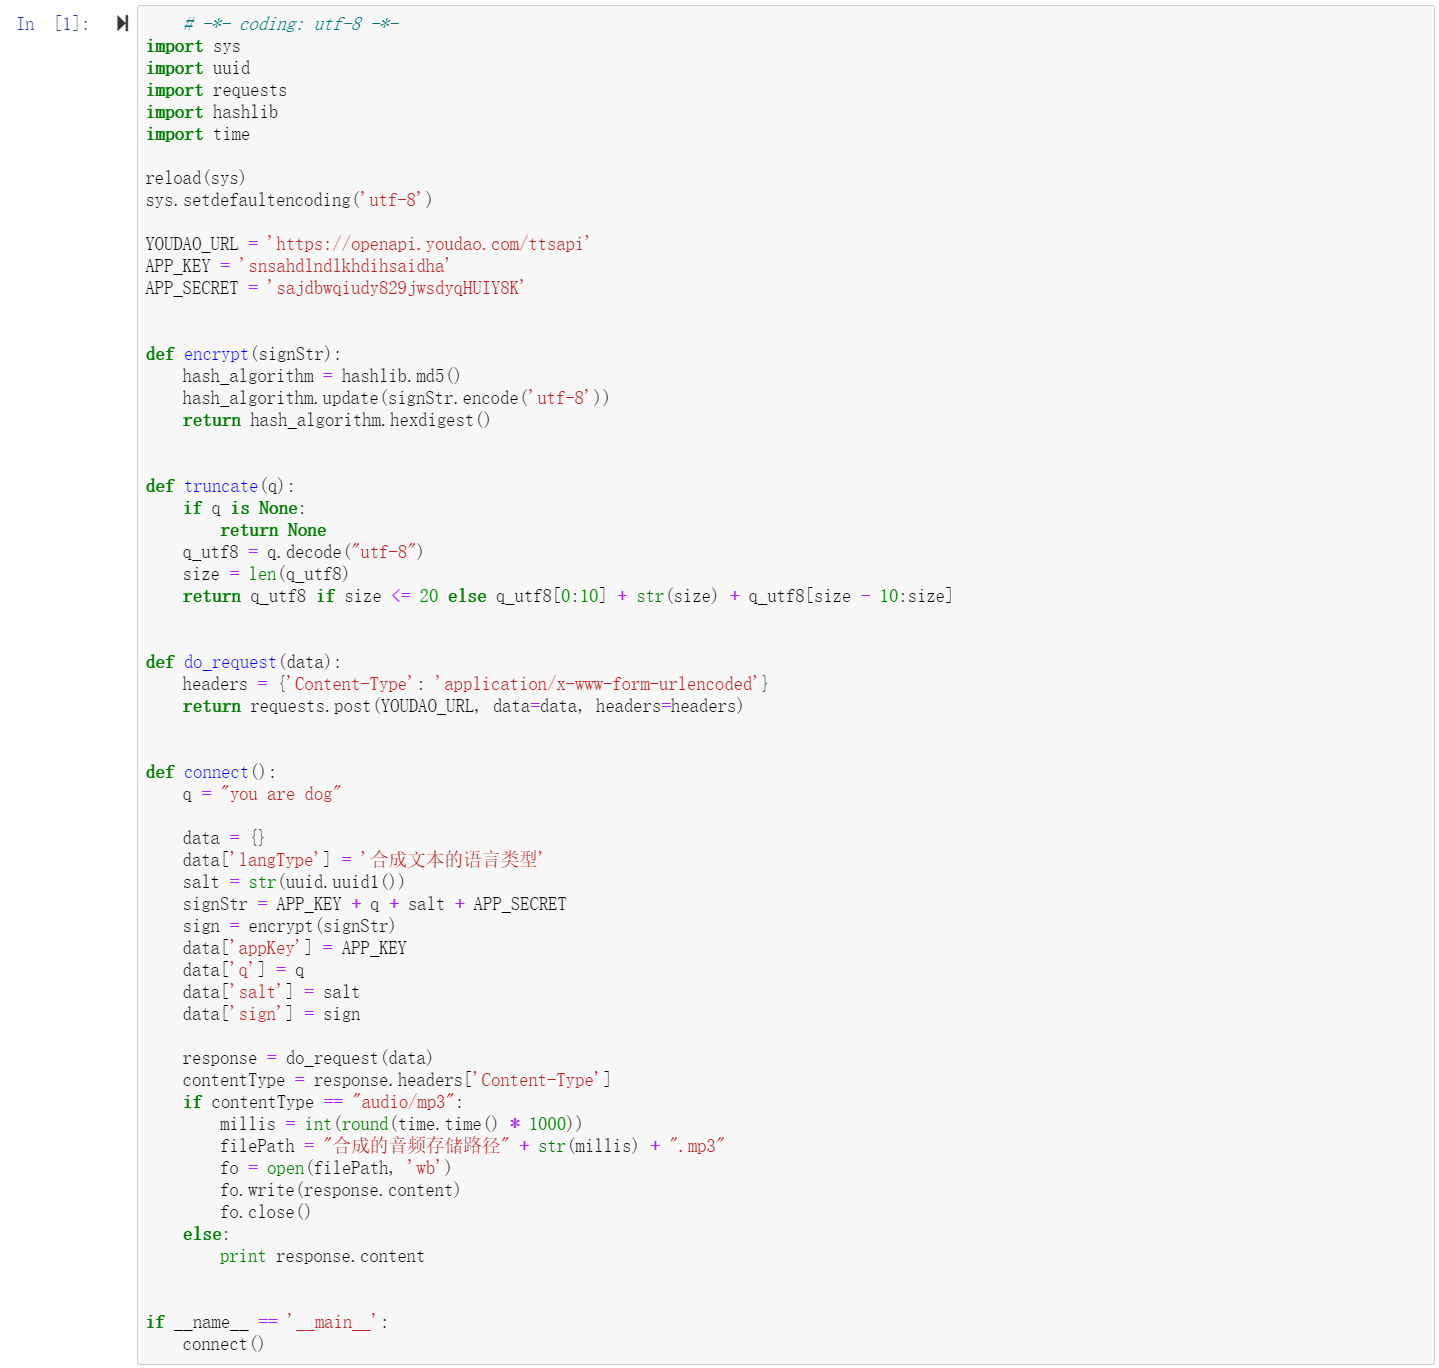 In [1]:
# -*- coding: utf-8 -*-
import sys
import uuid
import requests
import hashlib
import time
reload(sys)
sys.setdefaultencoding('utf-8')
YOUDAO_URL = 'https://openapi.youdao.com/ttsapi'
APP_KEY = 'snsahdlndlkhdihsaidha'
APP_SECRET = 'sajdbwqiudy829jwsdyqHUIY8K'
def encrypt(signStr):
    hash_algorithm = hashlib.md5()
    hash_algorithm.update(signStr.encode('utf-8'))
    return hash_algorithm.hexdigest()
def truncate(q):
    if q is None:
        return None
    q_utf8 = q.decode("utf-8")
    size = len(q_utf8)
    return q_utf8 if size <= 20 else q_utf8[0:10] + str(size) + q_utf8[size - 10:size]
def do_request(data):
    headers = {'Content-Type': 'application/x-www-form-urlencoded'}
    return requests.post(YOUDAO_URL, data=data, headers=headers)
def connect():
    q = "you are dog"
    data = {}
    data['langType'] = '合成文本的语言类型'
    salt = str(uuid.uuid1())
    signStr = APP_KEY + q + salt + APP_SECRET
    sign = encrypt(signStr)
    data['appKey'] = APP_KEY
    data['q'] = q
    data['salt'] = salt
    data['sign'] = sign
    response = do_request(data)
    contentType = response.headers['Content-Type']
    if contentType == "audio/mp3":
        millis = int(round(time.time() * 1000))
        filePath = "合成的音频存储路径" + str(millis) + ".mp3"
        fo = open(filePath, 'wb')
        fo.write(response.content)
        fo.close()
    else:
        print response.content
if __name__ == '__main__':
    connect()